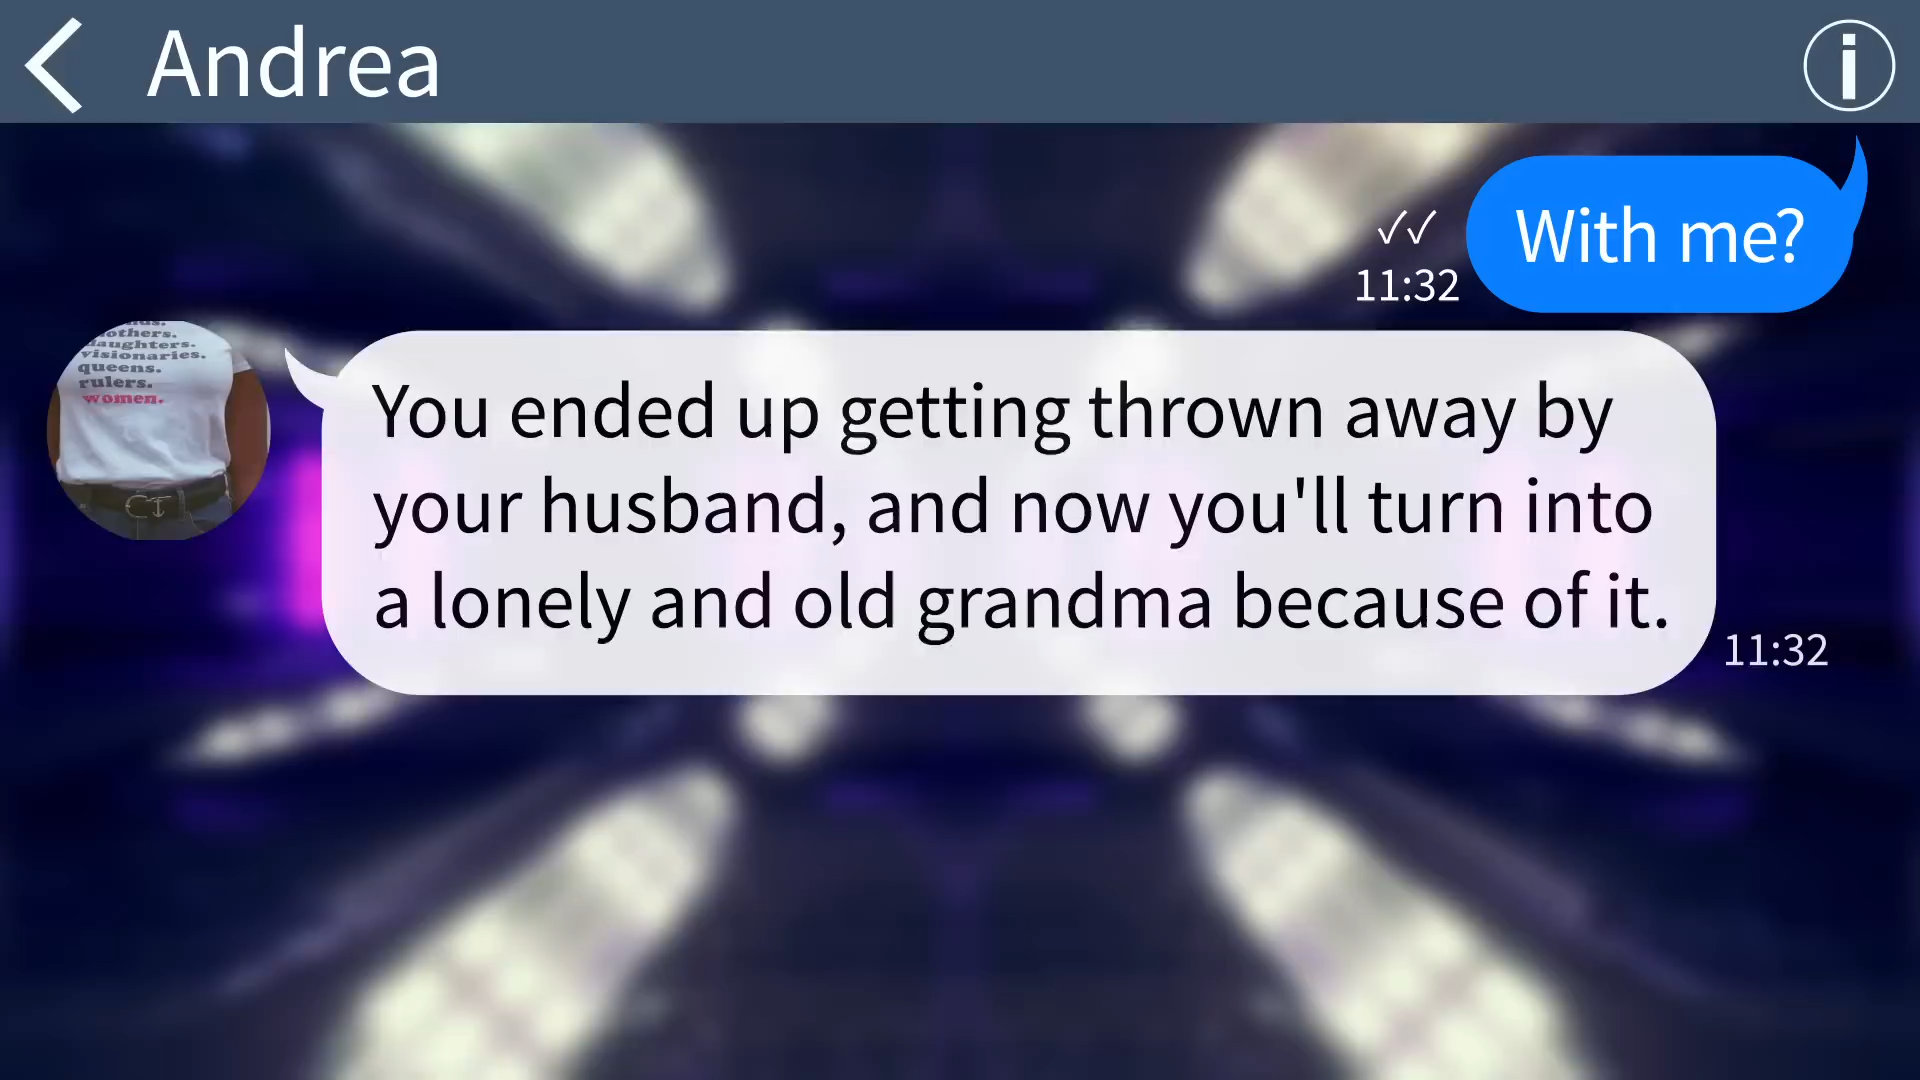 Andrea
i
With me?
✓✓
11:32
others.
daughters.
visionaries.
queens.
rulers.
women.
You ended up getting thrown away by
your husband, and now you'll turn into
a lonely and old grandma because of it.
11:32